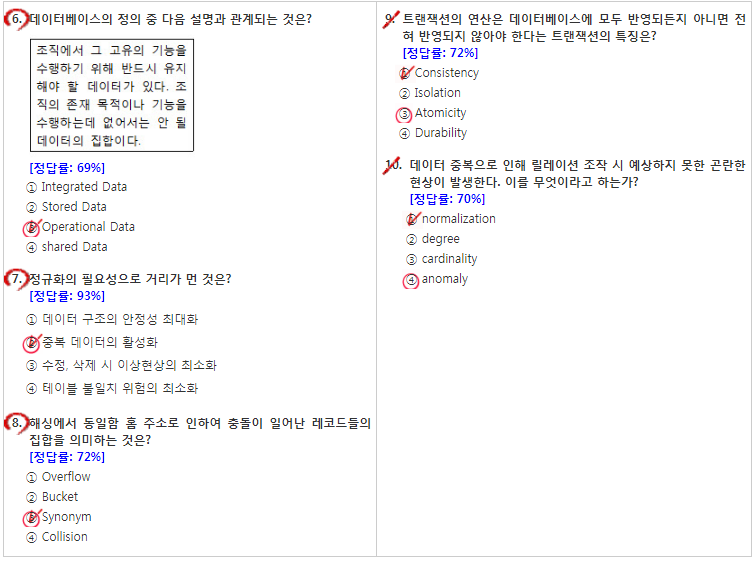 6. 데이터베이스의 정의 중 다음 설명과 관계되는 것은?
조직에서 그 고유의 기능을
수행하기 위해 반드시 유지
해야 할 데이터가 있다. 조
직의 존재 목적이나 기능을
수행하는데 없어서는 안 될
데이터의 집합이다.
[정답률: 69%]
① Integrated Data
② Stored Data
③ Operational Data
④ shared Data
7. 정규화의 필요성으로 거리가 먼 것은?
[정답률: 93%]
① 데이터 구조의 안정성 최대화
② 중복 데이터의 활성화
③ 수정, 삭제 시 이상현상의 최소화
④ 테이블 불일치 위험의 최소화
8. 해싱에서 동일함 홈 주소로 인하여 충돌이 일어난 레코드들의
집합을 의미하는 것은?
[정답률: 72%]
① Overflow
② Bucket
③ Synonym
④ Collision
9. 트랜잭션의 연산은 데이터베이스에 모두 반영되든지 아니면 전
혀 반영되지 않아야 한다는 트랜잭션의 특징은?
[정답률: 72%]
① Consistency
② Isolation
③ Atomicity
④ Durability
10. 데이터 중복으로 인해 릴레이션 조작 시 예상하지 못한 곤란한
현상이 발생한다. 이를 무엇이라고 하는가?
[정답률: 70%]
① normalization
② degree
③ cardinality
④ anomaly